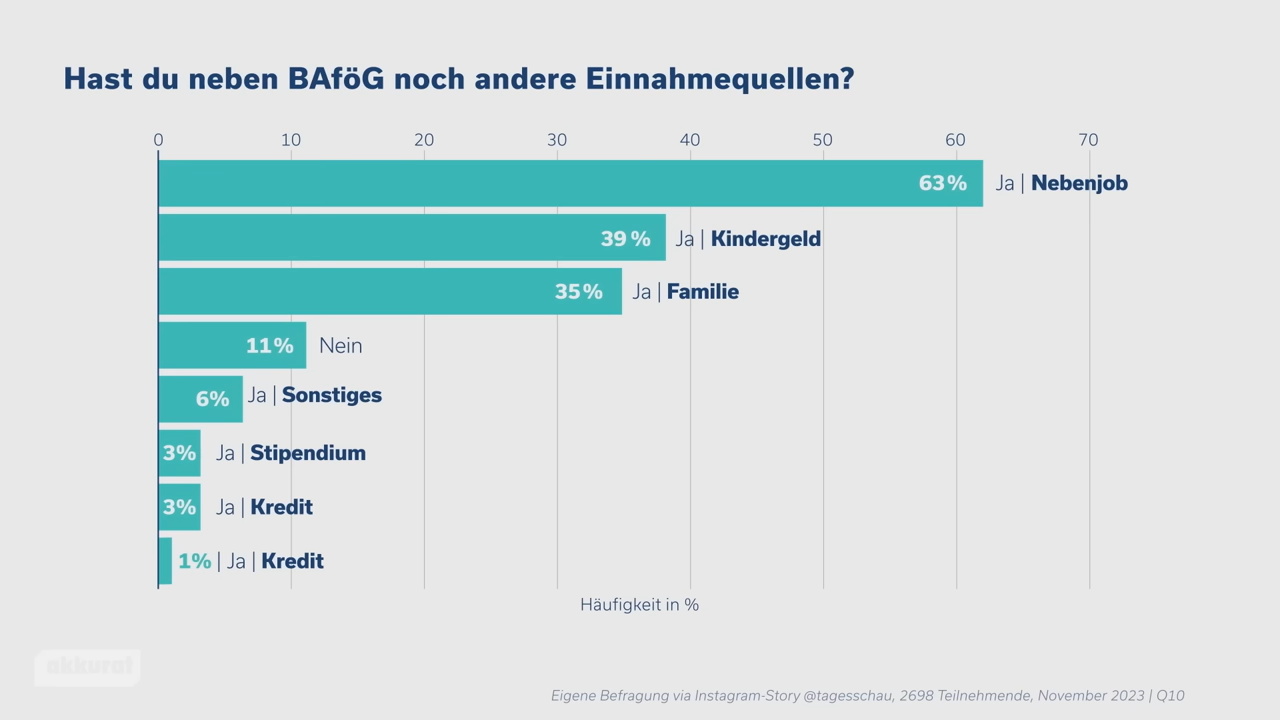 Hast du neben BAföG noch andere Einnahmequellen?
0 10 20 30 40 50 60 70
63% Ja | Nebenjob
39% Ja | Kindergeld
35% Ja | Familie
11% Nein
6% Ja | Sonstiges
3% Ja | Stipendium
3% Ja | Kredit
1% | Ja | Kredit
Häufigkeit in %
akkurat
Eigene Befragung via Instagram-Story @tagesschau, 2698 Teilnehmende, November 2023 | Q10